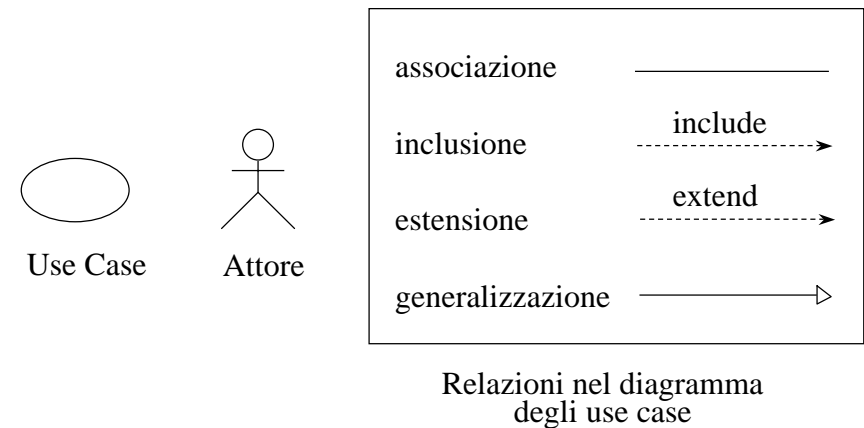 Use Case
Attore
associazione
inclusione
include
estensione
extend
generalizzazione
Relazioni nel diagramma
degli use case